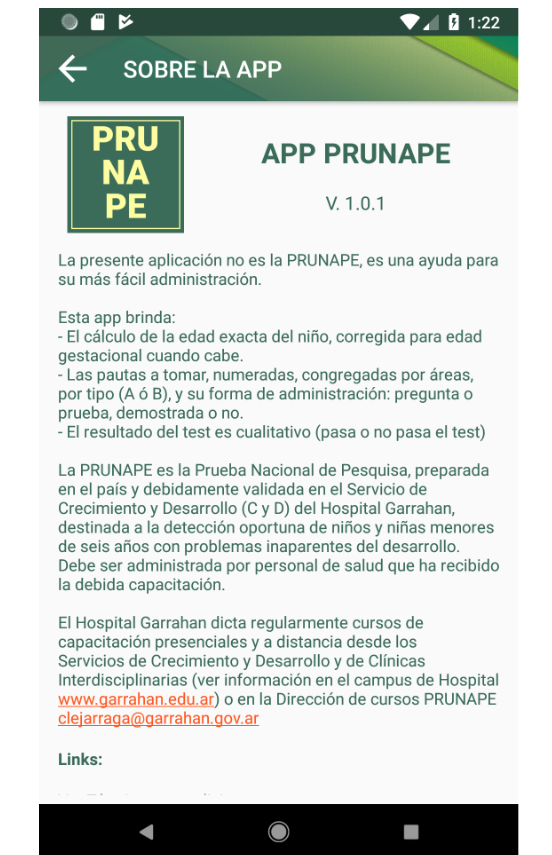 1:22
SOBRE LA APP
PRU
NA
PE
APP PRUNAPE
V. 1.0.1
La presente aplicación no es la PRUNAPE, es una ayuda para
su más fácil administración.
Esta app brinda:
- El cálculo de la edad exacta del niño, corregida para edad
gestacional cuando cabe.
- Las pautas a tomar, numeradas, congregadas por áreas,
por tipo (A ó B), y su forma de administración: pregunta o
prueba, demostrada o no.
- El resultado del test es cualitativo (pasa o no pasa el test)
La PRUNAPE es la Prueba Nacional de Pesquisa, preparada
en el país y debidamente validada en el Servicio de
Crecimiento y Desarrollo (C y D) del Hospital Garrahan,
destinada a la detección oportuna de niños y niñas menores
de seis años con problemas inaparentes del desarrollo.
Debe ser administrada por personal de salud que ha recibido
la debida capacitación.
El Hospital Garrahan dicta regularmente cursos de
capacitación presenciales y a distancia desde los
Servicios de Crecimiento y Desarrollo y de Clínicas
Interdisciplinarias (ver información en el campus de Hospital
www.garrahan.edu.ar) o en la Dirección de cursos PRUNAPE
clejarraga@garrahan.gov.ar
Links: